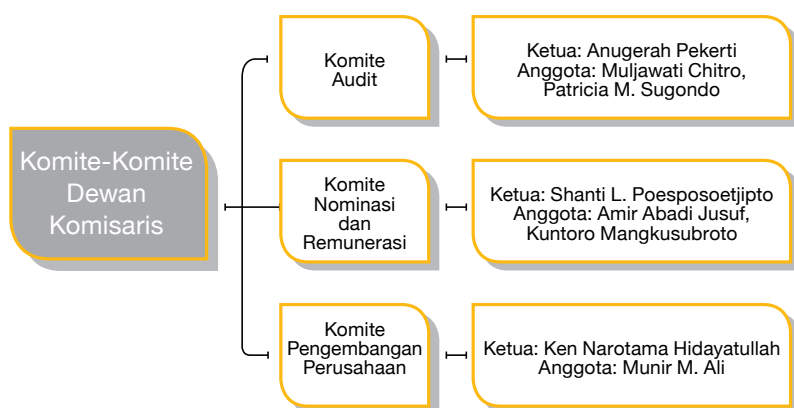 Komite-Komite
Dewan
Komisaris
Komite
Audit
Ketua: Anugerah Pekerti
Anggota: Muljawati Chitro,
Patricia M. Sugondo
Komite
Nominasi
dan
Remunerasi
Ketua: Shanti L. Poesposoetjipto
Anggota: Amir Abadi Jusuf,
Kuntoro Mangkusubroto
Komite
Pengembangan
Perusahaan
Ketua: Ken Narotama Hidayatullah
Anggota: Munir M. Ali